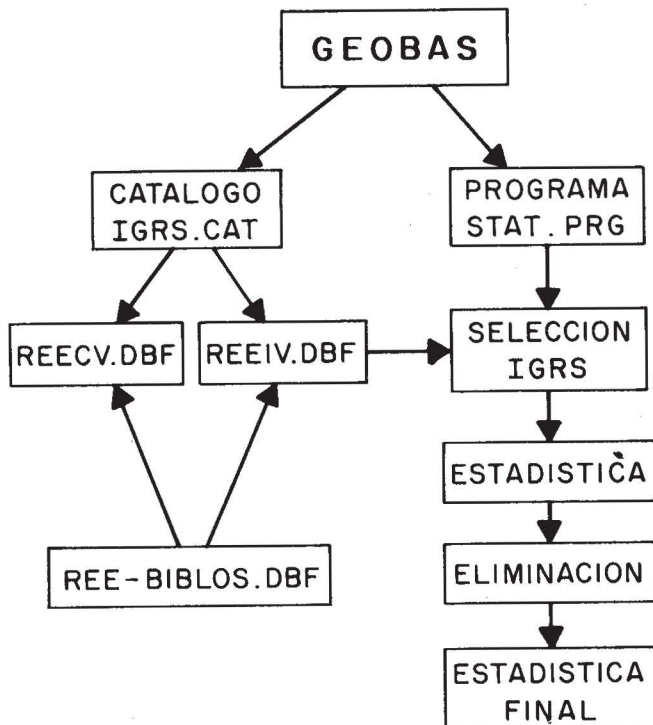 GEOBAS
CATALOGO
IGRS.CAT
PROGRAMA
STAT.PRG
REECV.DBF
REEIV.DBF
SELECCION
IGRS
ESTADISTICA
REE-BIBLOS.DBF
ELIMINACION
ESTADISTICA
FINAL